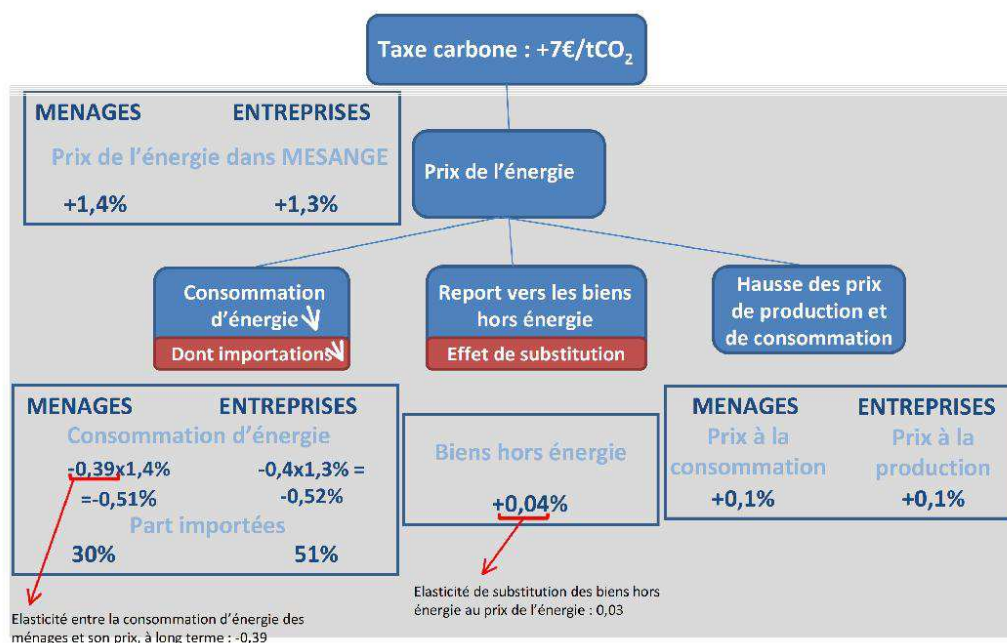 Taxe carbone : +7€/tCO₂
MENAGES ENTREPRISES
Prix de l'énergie dans MESANGE
+1,4% +1,3%
Prix de l'énergie
Consommation
d'énergie
Dont importations
Report vers les biens
hors énergie
Effet de substitution
Hausse des prix
de production et
de consommation
MENAGES ENTREPRISES
Consommation d'énergie
-0,39x1,4% -0,4x1,3% =
=-0,51% -0,52%
Part importées
30% 51%
Biens hors énergie
+0,04%
MENAGES ENTREPRISES
Prix à la Prix à la
consommation production
+0,1% +0,1%
Elasticité de substitution des biens hors
énergie au prix de l'énergie : 0,03
Elasticité entre la consommation d'énergie des
ménages et son prix, à long terme : -0,39